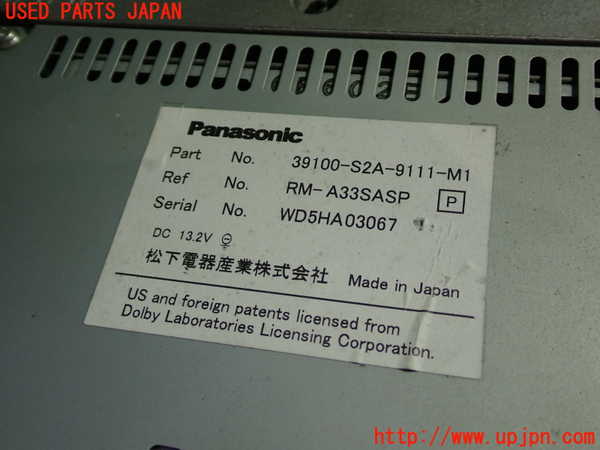 USED PARTS JAPAN
Panasonic
Part No. 39100-S2A-9111-M1
Ref No. RM-A33SASP P
Serial No. WD5HA03067
DC 13.2V ⊖
松下電器産業株式会社 Made in Japan
US and foreign patents licensed from
Dolby Laboratories Licensing Corporation.
http://www.upjpn.com/